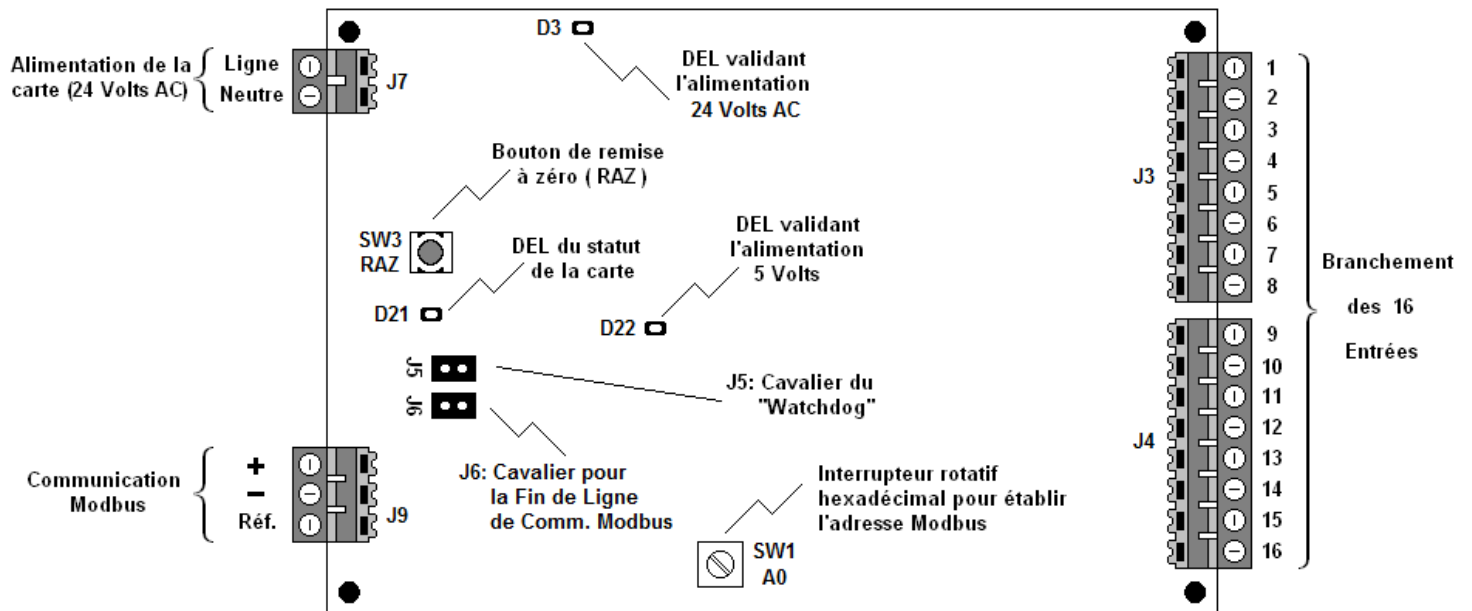 D3
Alimentation de la
carte (24 Volts AC)
Ligne
Neutre
J7
DEL validant
l'alimentation
24 Volts AC
Bouton de remise
à zéro ( RAZ )
SW3
RAZ
DEL du statut
de la carte
DEL validant
l'alimentation
5 Volts
D21
D22
J5
J6
J5: Cavalier du
"Watchdog"
J6: Cavalier pour
la Fin de Ligne
de Comm. Modbus
Communication
Modbus
+
−
Réf.
J9
Interrupteur rotatif
hexadécimal pour établir
l'adresse Modbus
SW1
A0
J3
1
2
3
4
5
6
7
8
J4
9
10
11
12
13
14
15
16
Branchement
des 16
Entrées